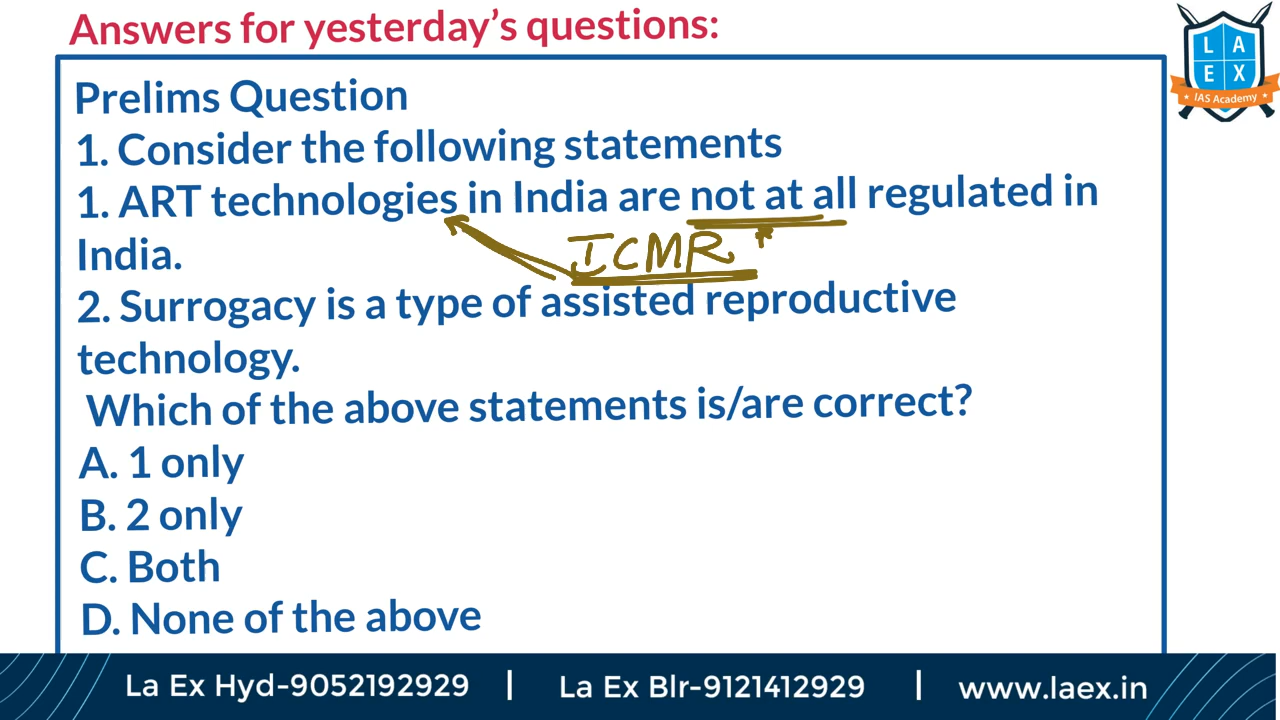 Answers for yesterday's questions:
L A
E X
IAS Academy
Prelims Question
1. Consider the following statements
1. ART technologies in India are not at all regulated in
India.
ICMR
2. Surrogacy is a type of assisted reproductive
technology.
Which of the above statements is/are correct?
A. 1 only
B. 2 only
C. Both
D. None of the above
La Ex Hyd-9052192929 | La Ex Blr-9121412929 | www.laex.in